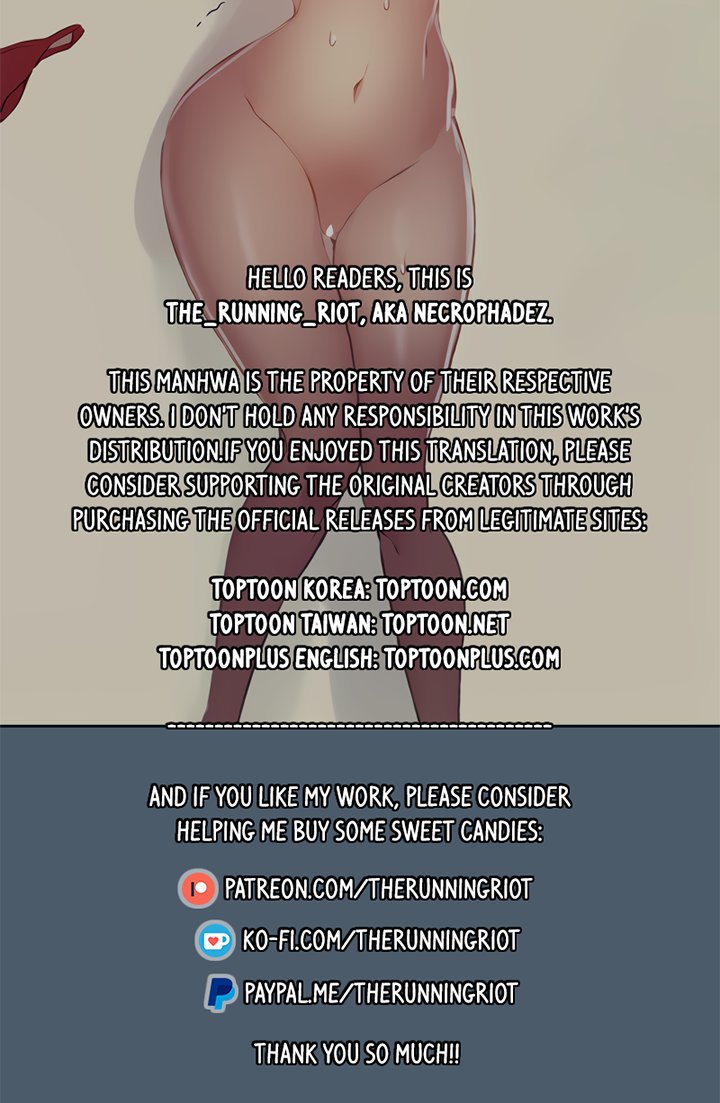 HELLO READERS, THIS IS
THE_RUNNING_RIOT, AKA NECROPHADEZ.
THIS MANHWA IS THE PROPERTY OF THEIR RESPECTIVE
OWNERS. I DON'T HOLD ANY RESPONSIBILITY IN THIS WORK'S
DISTRIBUTION.IF YOU ENJOYED THIS TRANSLATION, PLEASE
CONSIDER SUPPORTING THE ORIGINAL CREATORS THROUGH
PURCHASING THE OFFICIAL RELEASES FROM LEGITIMATE SITES:
TOPTOON KOREA: TOPTOON.COM
TOPTOON TAIWAN: TOPTOON.NET
TOPTOONPLUS ENGLISH: TOPTOONPLUS.COM
AND IF YOU LIKE MY WORK, PLEASE CONSIDER
HELPING ME BUY SOME SWEET CANDIES:
PATREON.COM/THERUNNINGRIOT
KO-FI.COM/THERUNNINGRIOT
PAYPAL.ME/THERUNNINGRIOT
THANK YOU SO MUCH!!